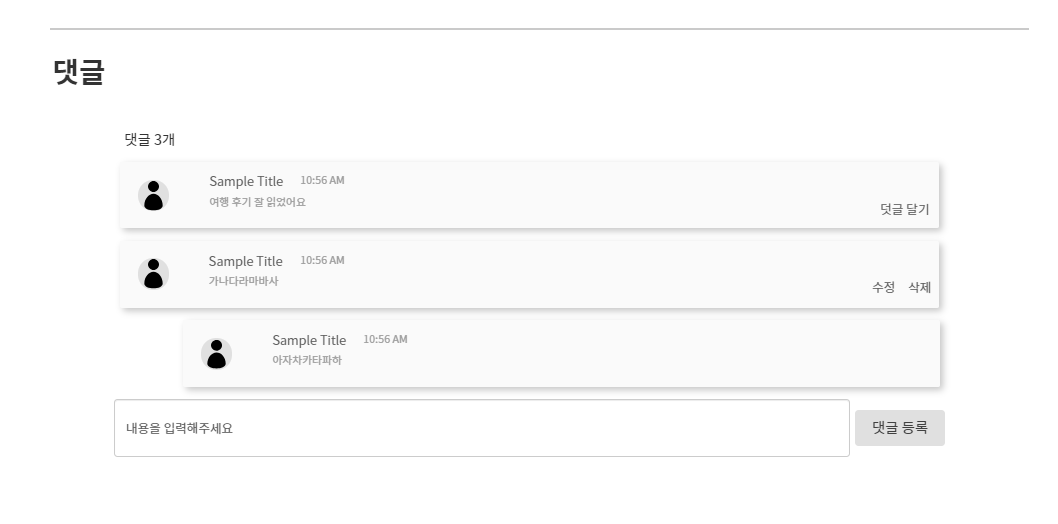 댓글
댓글 3개
Sample Title 10:56 AM
여행 후기 잘 읽었어요
덧글 달기
Sample Title 10:56 AM
가나다라마바사
수정 삭제
Sample Title 10:56 AM
아자차카타파하
내용을 입력해주세요
댓글 등록